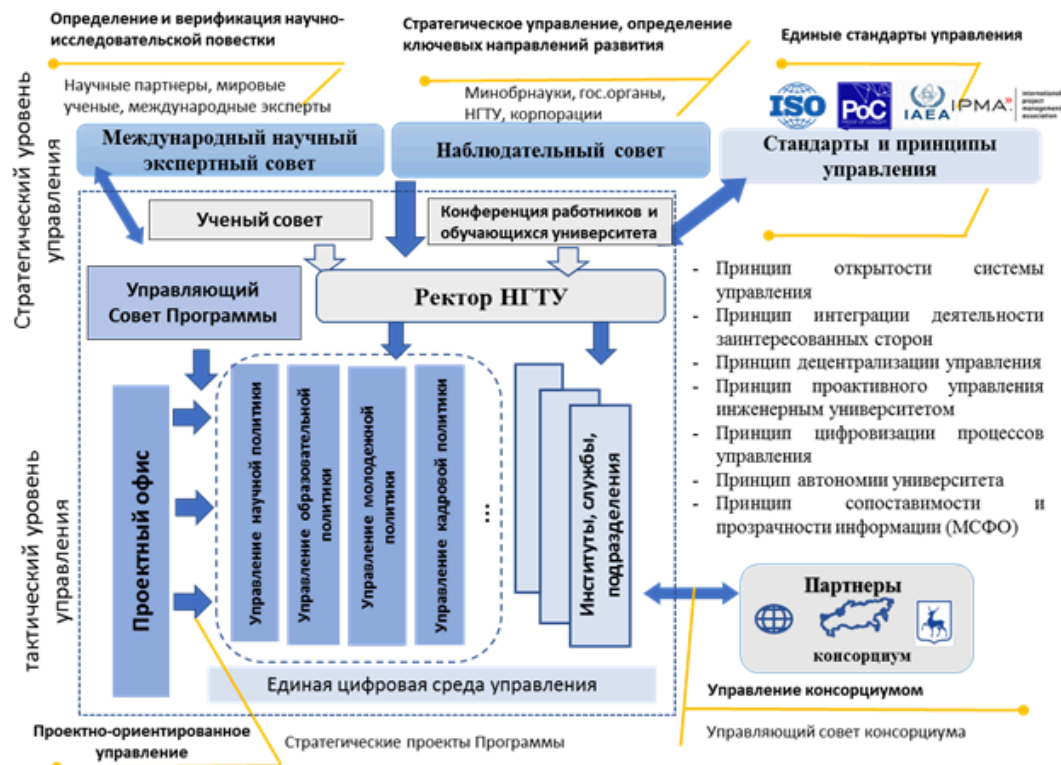 Определение и верификация научно-
исследовательской повестки
Научные партнеры, мировые
ученые, международные эксперты
Стратегическое управление, определение
ключевых направлений развития
Минобрнауки, гос.органы,
НГТУ, корпорации
Единые стандарты управления
ISO
PoC
IAEA
IPMA
international
project
management
association
Стратегический уровень
управления
Международный научный
экспертный совет
Наблюдательный совет
Стандарты и принципы
управления
Ученый совет
Конференция работников и
обучающихся университета
Управляющий
Совет Программы
Ректор НГТУ
- Принцип открытости системы
управления
- Принцип интеграции деятельности
заинтересованных сторон
- Принцип децентрализации управления
- Принцип проактивного управления
инженерным университетом
- Принцип цифровизации процессов
управления
- Принцип автономии университета
- Принцип сопоставимости и
прозрачности информации (МСФО)
тактический уровень
управления
Проектный офис
Управление научной политики
Управление образовательной
политики
Управление молодежной
политики
Управление кадровой политики
...
Институты, службы,
подразделения
Партнеры
консорциум
Единая цифровая среда управления
Управление консорциумом
Управляющий совет консорциума
Проектно-ориентированное
управление
Стратегические проекты Программы